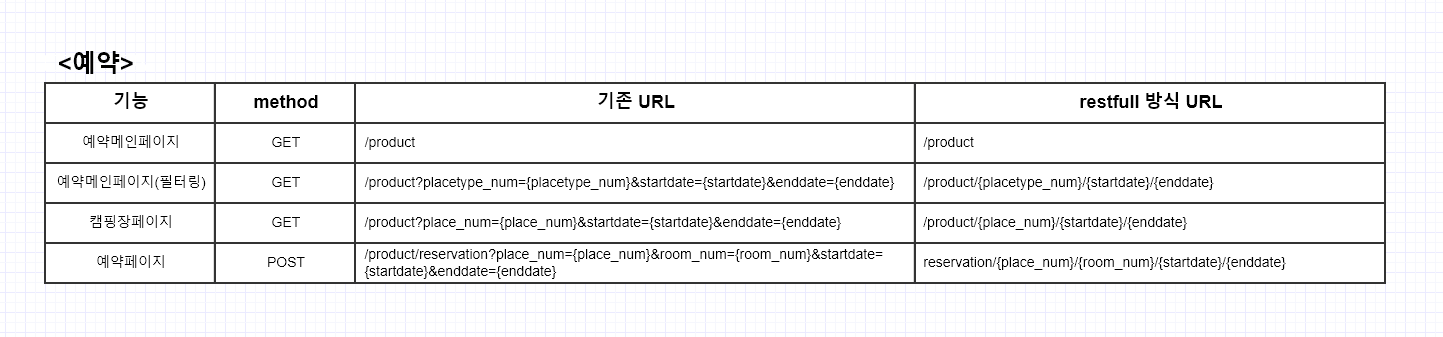 <예약>
기능 method 기존 URL restfull 방식 URL
예약메인페이지 GET /product /product
예약메인페이지(필터링) GET /product?placetype_num={placetype_num}&startdate={startdate}&enddate={enddate} /product/{placetype_num}/{startdate}/{enddate}
캠핑장페이지 GET /product?place_num={place_num}&startdate={startdate}&enddate={enddate} /product/{place_num}/{startdate}/{enddate}
예약페이지 POST /product/reservation?place_num={place_num}&room_num={room_num}&startdate=
{startdate}&enddate={enddate} reservation/{place_num}/{room_num}/{startdate}/{enddate}